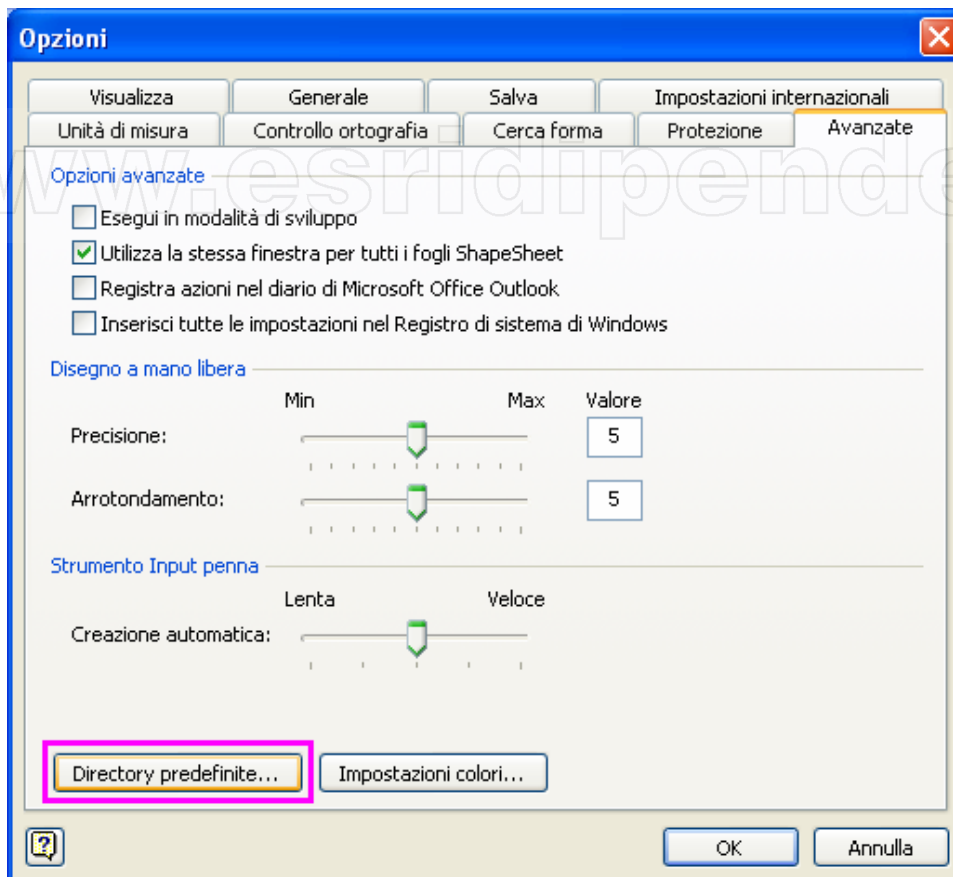 Opzioni
Visualizza Generale Salva Impostazioni internazionali
Unità di misura Controllo ortografia Cerca forma Protezione Avanzate
www.esridipende
Opzioni avanzate
Esegui in modalità di sviluppo
Utilizza la stessa finestra per tutti i fogli ShapeSheet
Registra azioni nel diario di Microsoft Office Outlook
Inserisci tutte le impostazioni nel Registro di sistema di Windows
Disegno a mano libera
Min Max Valore
Precisione: 5
Arrotondamento: 5
Strumento Input penna
Lenta Veloce
Creazione automatica:
Directory predefinite... Impostazioni colori...
OK Annulla